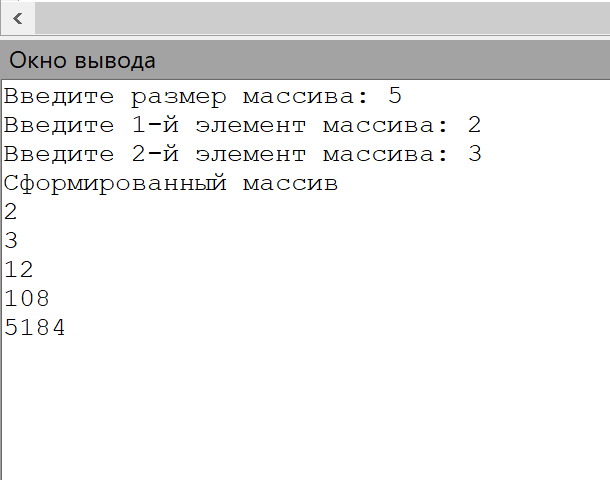 Окно вывода
Введите размер массива: 5
Введите 1-й элемент массива: 2
Введите 2-й элемент массива: 3
Сформированный массив
2
3
12
108
5184